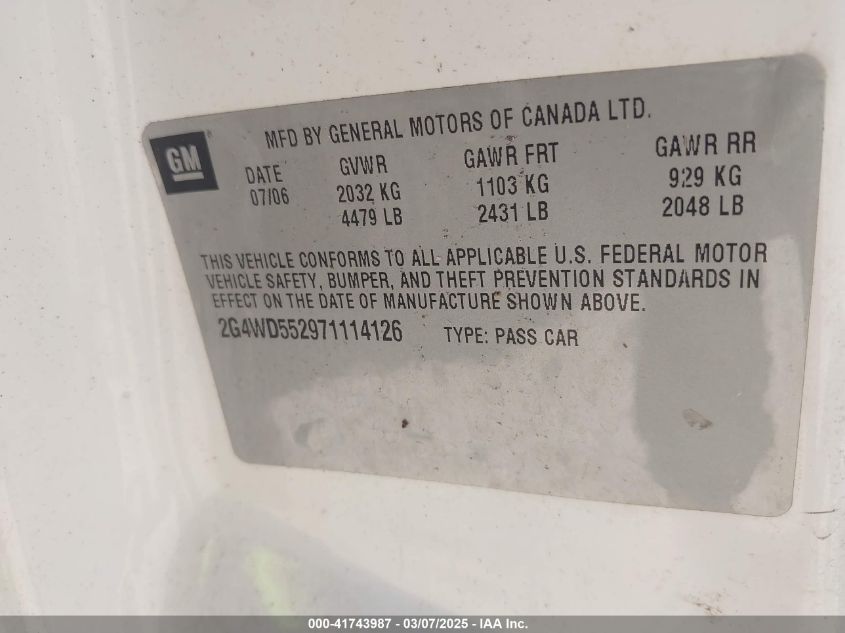 GM
MFD BY GENERAL MOTORS OF CANADA LTD.
DATE GVWR GAWR FRT GAWR RR
07/06 2032 KG 1103 KG 929 KG
4479 LB 2431 LB 2048 LB
THIS VEHICLE CONFORMS TO ALL APPLICABLE U.S. FEDERAL MOTOR
VEHICLE SAFETY, BUMPER, AND THEFT PREVENTION STANDARDS IN
EFFECT ON THE DATE OF MANUFACTURE SHOWN ABOVE.
2G4WD552971114126 TYPE: PASS CAR
000-41743987 - 03/07/2025 - IAA Inc.